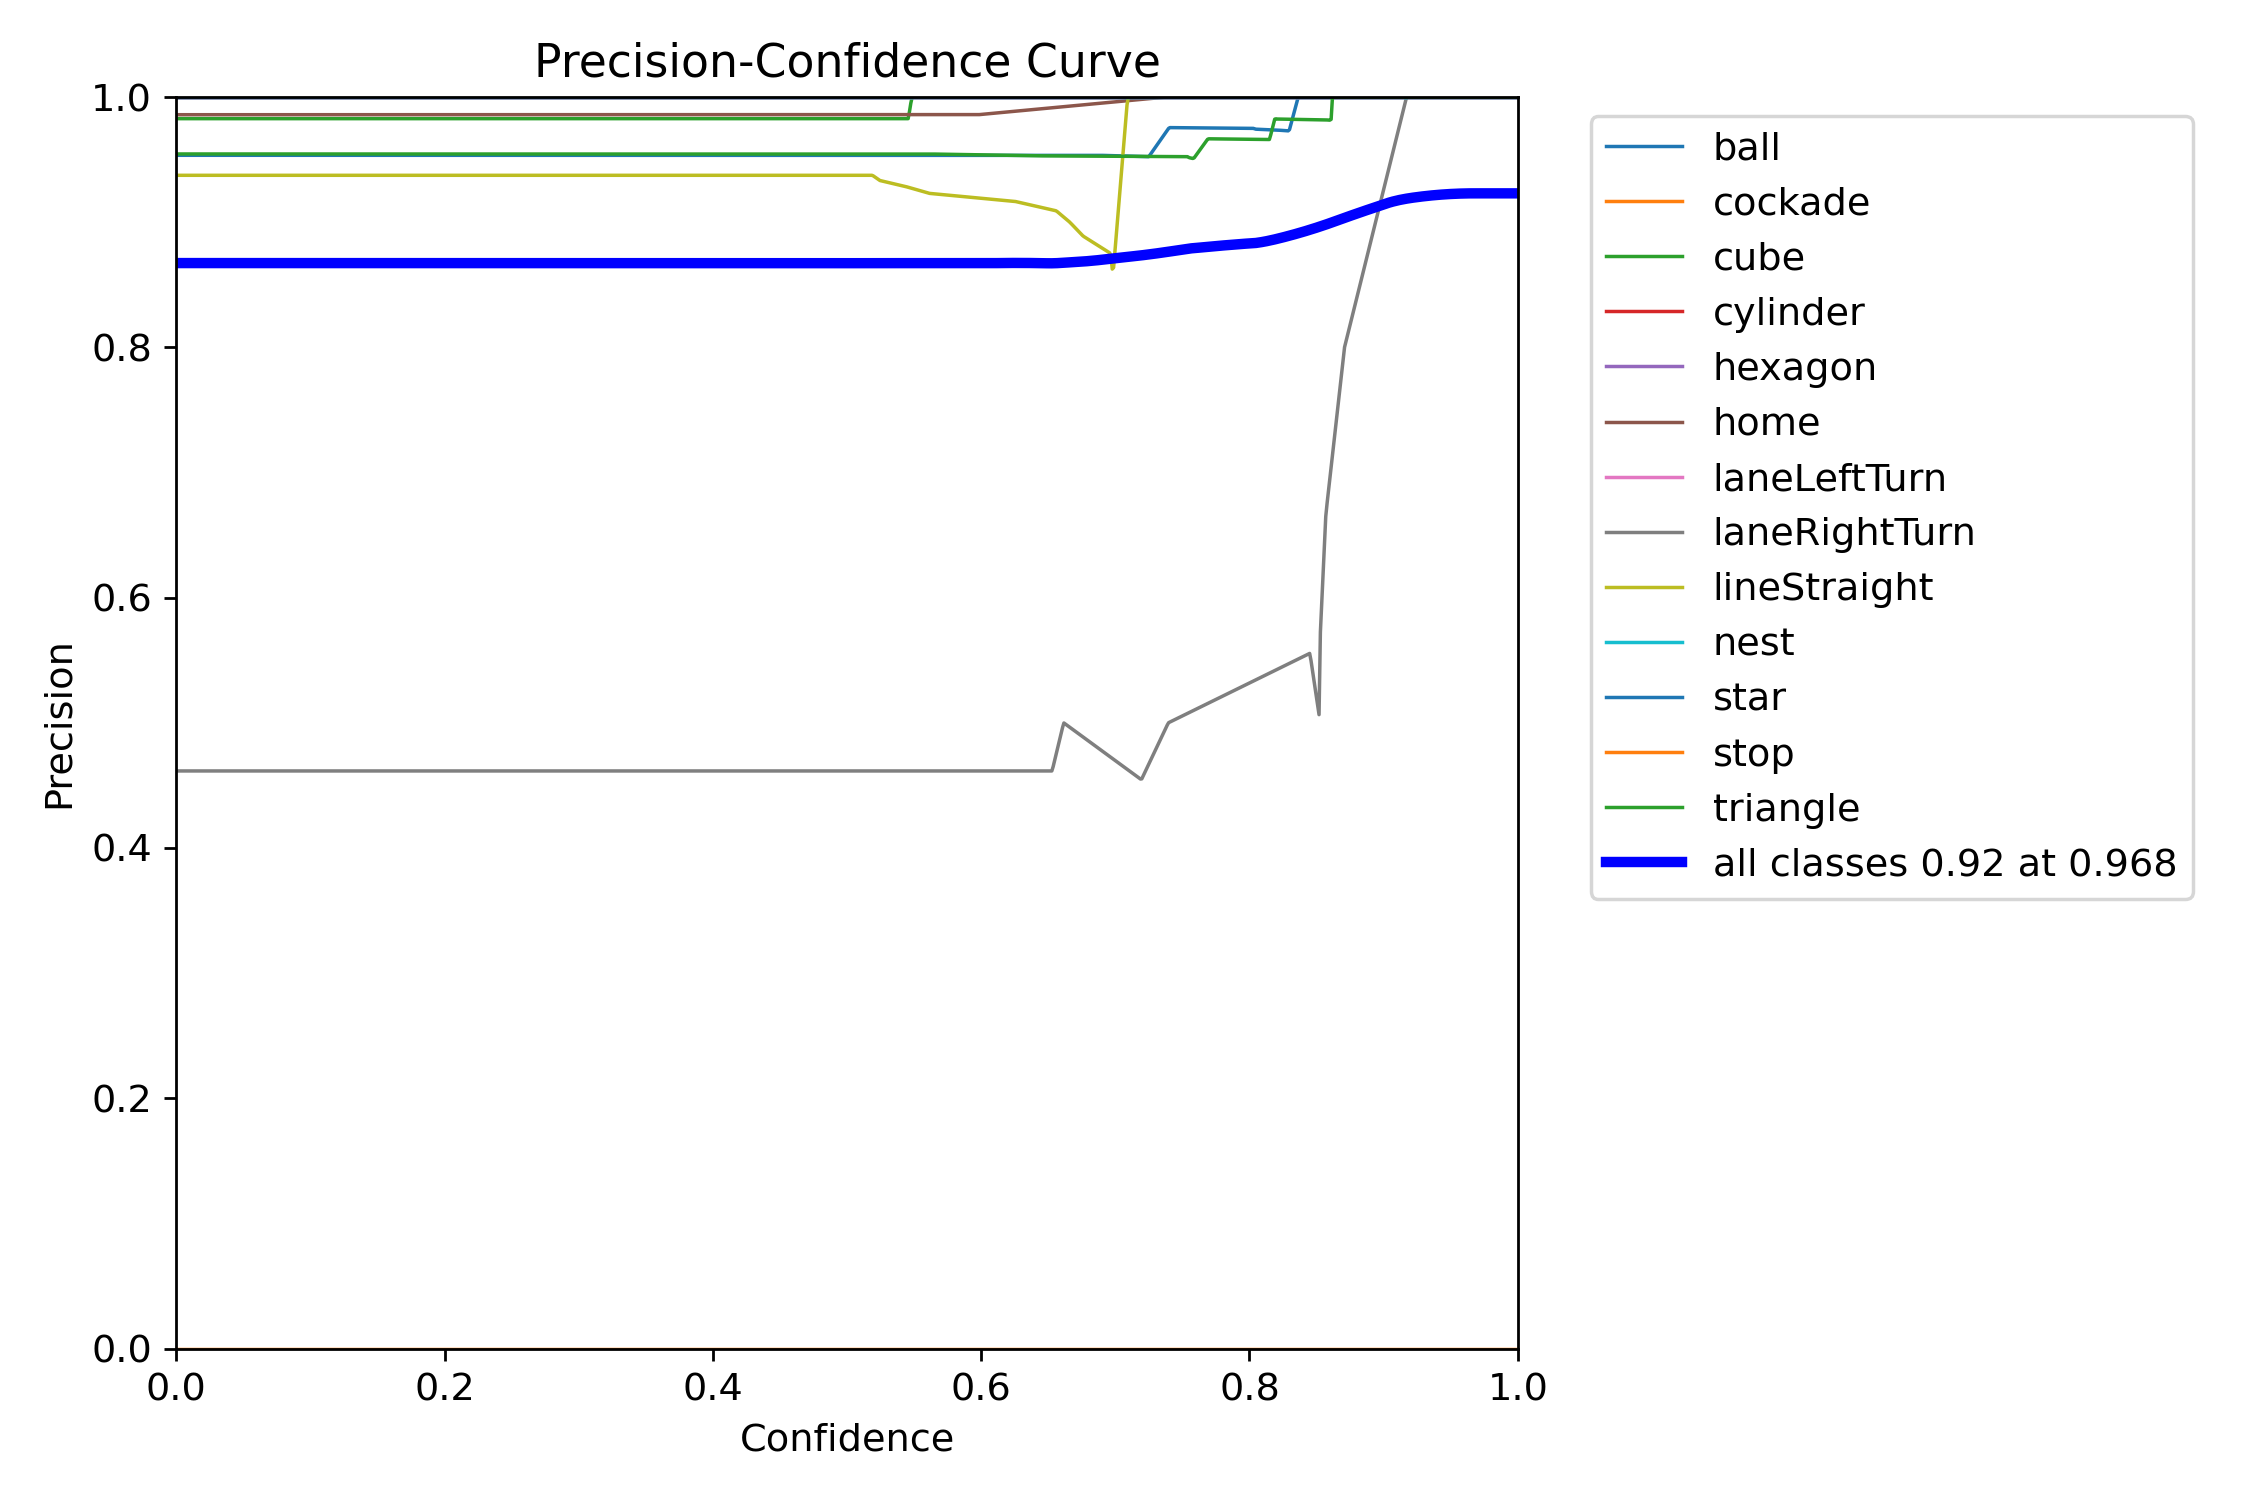 Precision-Confidence Curve
1.0
0.8
0.6
0.4
0.2
0.0
Precision
0.0 0.2 0.4 0.6 0.8 1.0
Confidence
ball
cockade
cube
cylinder
hexagon
home
laneLeftTurn
laneRightTurn
lineStraight
nest
star
stop
triangle
all classes 0.92 at 0.968